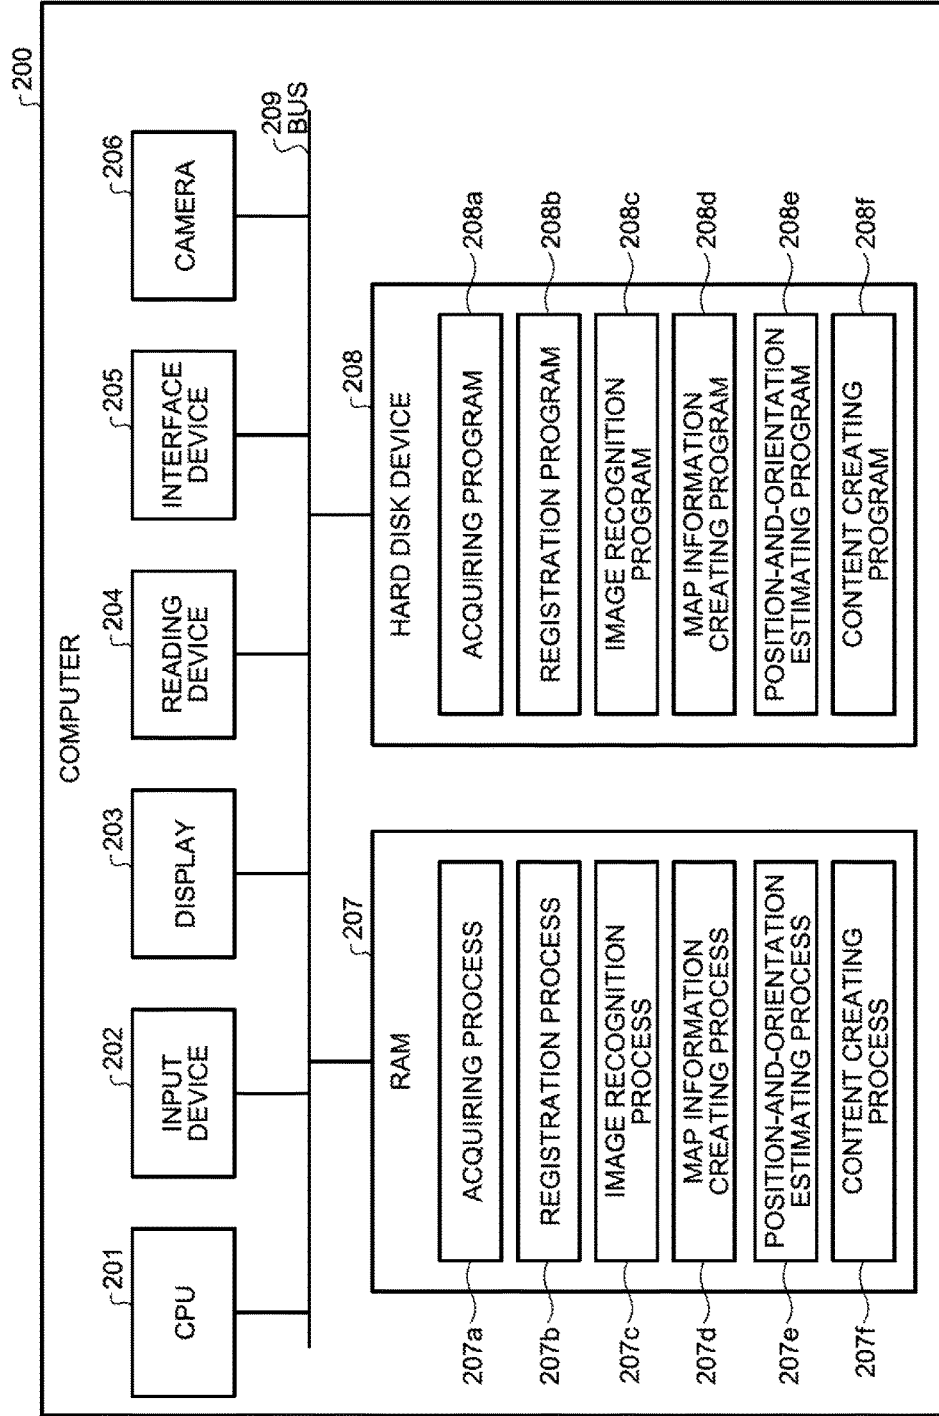 200
COMPUTER
201
CPU
202
INPUT
DEVICE
203
DISPLAY
204
READING
DEVICE
205
INTERFACE
DEVICE
206
CAMERA
209
BUS
207
RAM
207a
ACQUIRING PROCESS
207b
REGISTRATION PROCESS
207c
IMAGE RECOGNITION
PROCESS
207d
MAP INFORMATION
CREATING PROCESS
207e
POSITION-AND-ORIENTATION
ESTIMATING PROCESS
207f
CONTENT CREATING
PROCESS
208
HARD DISK DEVICE
ACQUIRING PROGRAM
208a
REGISTRATION PROGRAM
208b
IMAGE RECOGNITION
PROGRAM
208c
MAP INFORMATION
CREATING PROGRAM
208d
POSITION-AND-ORIENTATION
ESTIMATING PROGRAM
208e
CONTENT CREATING
PROGRAM
208f